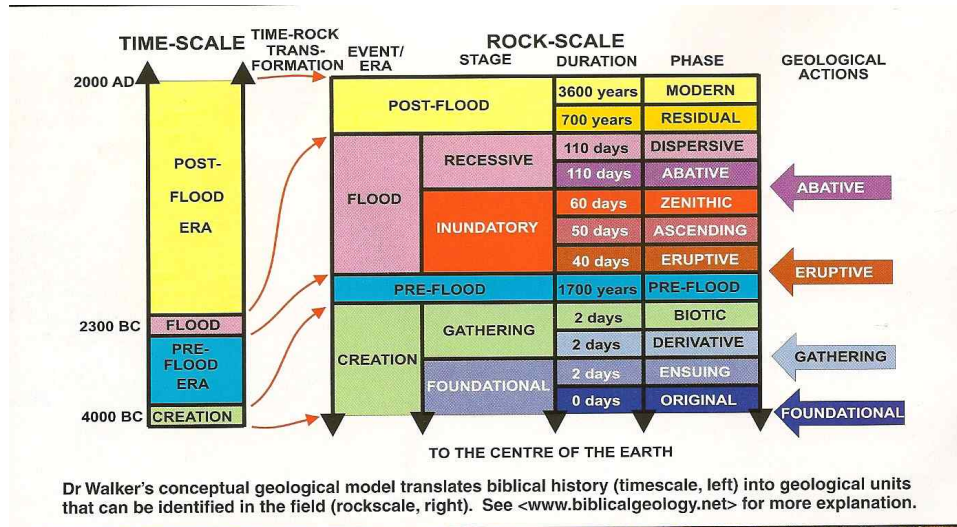 TIME-SCALE
TIME-ROCK
TRANS-
FORMATION
EVENT/
ERA
ROCK-SCALE
STAGE
DURATION
PHASE
GEOLOGICAL
ACTIONS
2000 AD
POST-
FLOOD
ERA
2300 BC
FLOOD
PRE-
FLOOD
ERA
4000 BC
CREATION
POST-FLOOD
3600 years
MODERN
700 years
RESIDUAL
FLOOD
RECESSIVE
110 days
DISPERSIVE
110 days
ABATIVE
INUNDATORY
60 days
ZENITHIC
50 days
ASCENDING
40 days
ERUPTIVE
PRE-FLOOD
1700 years
PRE-FLOOD
CREATION
GATHERING
2 days
BIOTIC
2 days
DERIVATIVE
FOUNDATIONAL
2 days
ENSUING
0 days
ORIGINAL
ABATIVE
ERUPTIVE
GATHERING
FOUNDATIONAL
TO THE CENTRE OF THE EARTH
Dr Walker's conceptual geological model translates biblical history (timescale, left) into geological units
that can be identified in the field (rockscale, right). See <www.biblicalgeology.net> for more explanation.